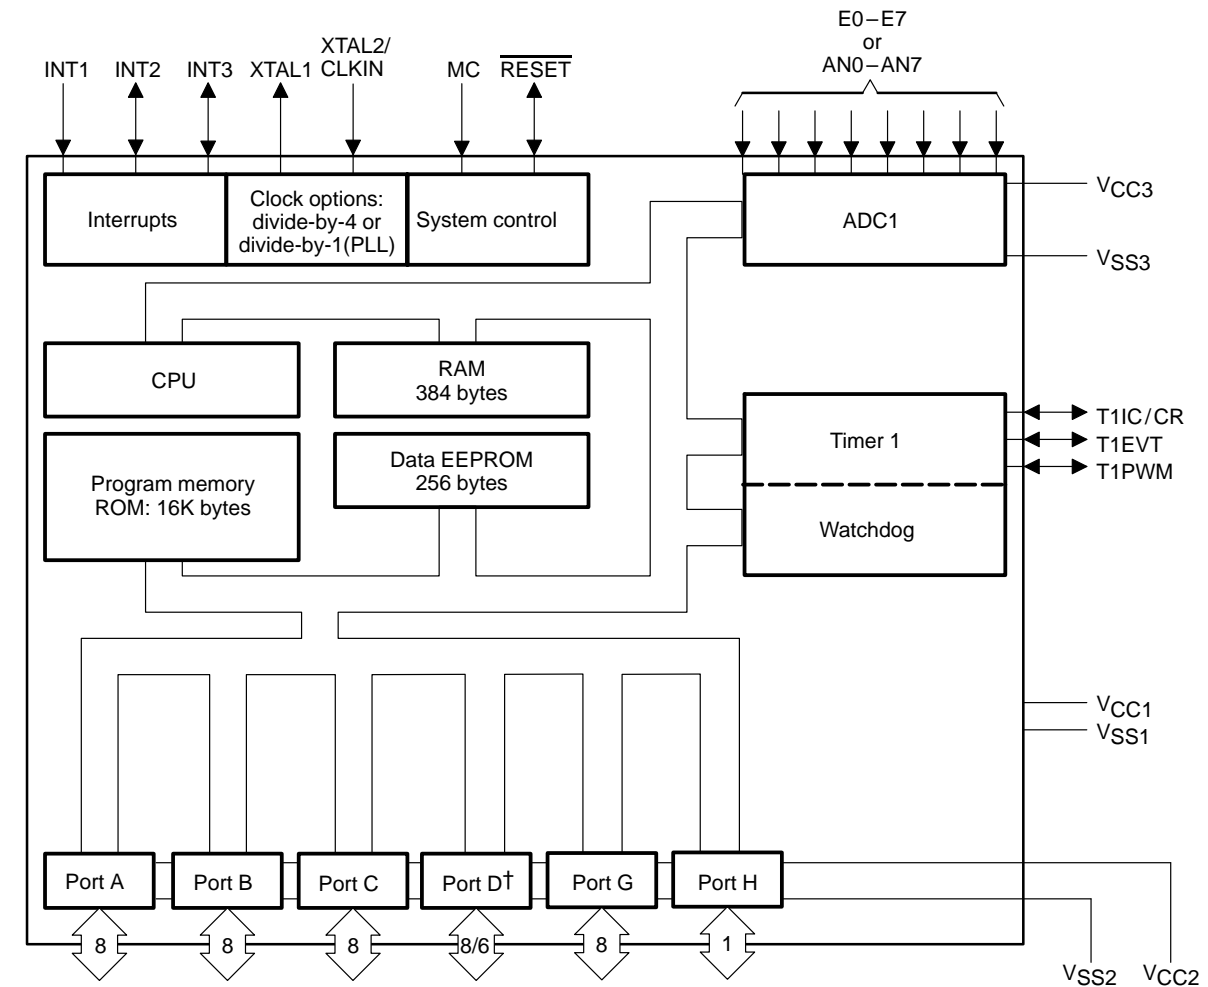 E0–E7
or
AN0–AN7
XTAL2/
INT1 INT2 INT3 XTAL1 CLKIN MC RESET
Interrupts
Clock options:
divide-by-4 or
divide-by-1(PLL)
System control
ADC1
VCC3
VSS3
CPU
RAM
384 bytes
Program memory
ROM: 16K bytes
Data EEPROM
256 bytes
Timer 1
Watchdog
T1IC/CR
T1EVT
T1PWM
VCC1
VSS1
Port A Port B Port C Port D† Port G Port H
8 8 8 8/6 8 1
VSS2 VCC2